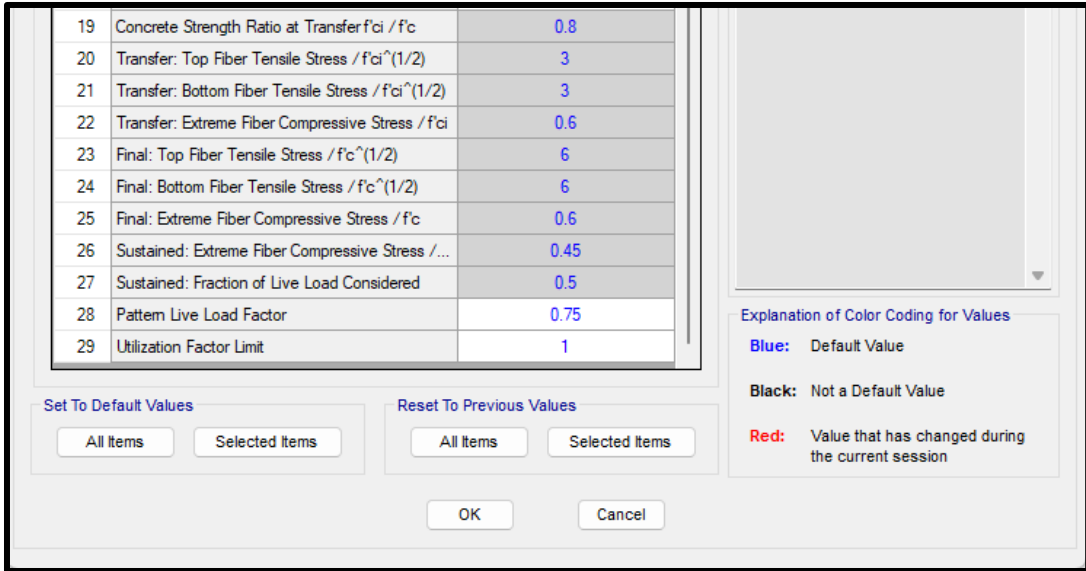 19 Concrete Strength Ratio at Transfer f'ci / f'c 0.8
20 Transfer: Top Fiber Tensile Stress / f'ci^(1/2) 3
21 Transfer: Bottom Fiber Tensile Stress / f'ci^(1/2) 3
22 Transfer: Extreme Fiber Compressive Stress / f'ci 0.6
23 Final: Top Fiber Tensile Stress / f'c^(1/2) 6
24 Final: Bottom Fiber Tensile Stress / f'c^(1/2) 6
25 Final: Extreme Fiber Compressive Stress / f'c 0.6
26 Sustained: Extreme Fiber Compressive Stress /... 0.45
27 Sustained: Fraction of Live Load Considered 0.5
28 Pattern Live Load Factor 0.75
29 Utilization Factor Limit 1
Explanation of Color Coding for Values
Blue: Default Value
Black: Not a Default Value
Red: Value that has changed during
the current session
Set To Default Values
All Items Selected Items
Reset To Previous Values
All Items Selected Items
OK Cancel